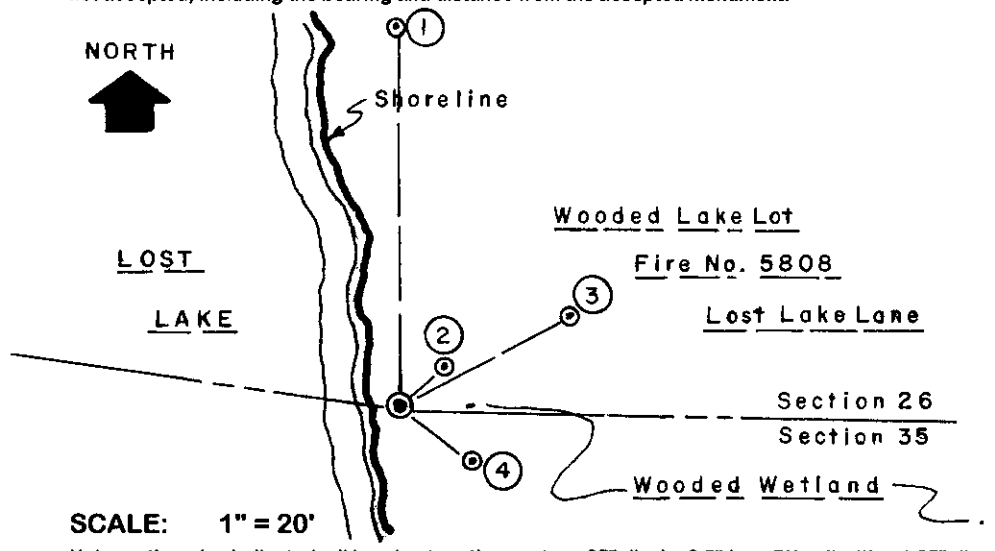 NORTH
1
Shoreline
Wooded Lake Lot
LOST
Fire No. 5808
3
LAKE
Lost Lake Lane
2
Section 26
Section 35
4
Wooded Wetland
SCALE: 1" = 20'